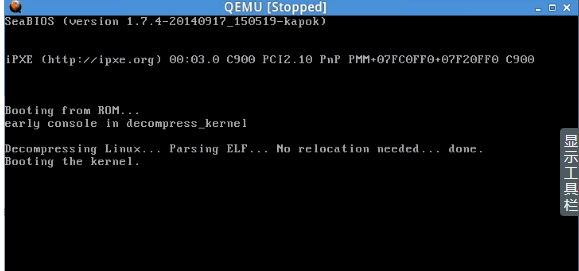 QEMU [Stopped]
SeaBIOS (version 1.7.4-20140917_150519-kapok)
iPXE (http://ipxe.org) 00:03.0 C900 PCI2.10 PnP PMM+07FC0FF0+07F20FF0 C900
Booting from ROM...
early console in decompress_kernel
Decompressing Linux... Parsing ELF... No relocation needed... done.
Booting the kernel.
显示工具栏